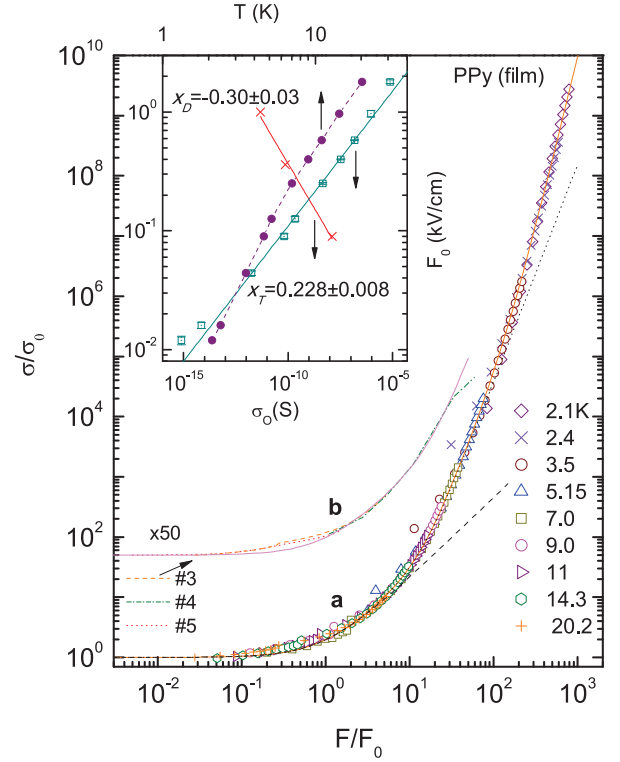 T (K)
1
10
10^10
10^8
10^6
10^4
10^2
10^0
σ/σ0
PPy (film)
x_D=-0.30±0.03
x_T=0.228±0.008
10^0
10^-1
10^-2
F0 (kV/cm)
10^-15
10^-10
10^-5
σO(S)
2.1K
2.4
3.5
5.15
7.0
9.0
11
14.3
20.2
b
x50
#3
#4
#5
a
10^-2
10^-1
10^0
10^1
10^2
10^3
F/F0